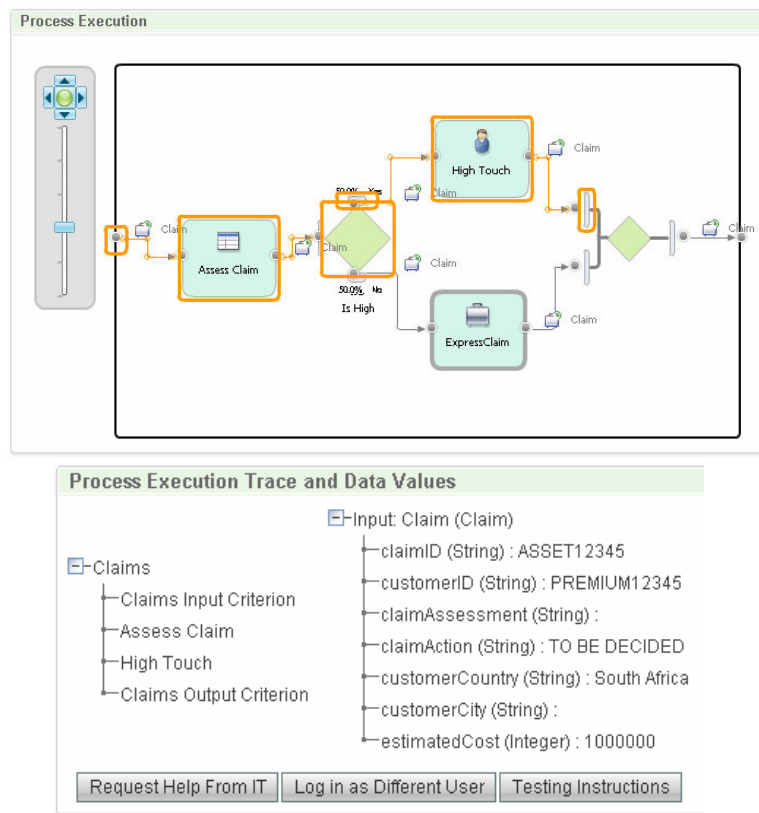 Process Execution
Claim
High Touch
50.0% Yes
Claim
Claim
Claim
Claim
Assess Claim
Claim
50.0% No
Is High
Claim
ExpressClaim
Process Execution Trace and Data Values
Input: Claim (Claim)
claimID (String) : ASSET12345
Claims
customerID (String) : PREMIUM12345
Claims Input Criterion
claimAssessment (String) :
Assess Claim
claimAction (String) : TO BE DECIDED
High Touch
customerCountry (String) : South Africa
Claims Output Criterion
customerCity (String) :
estimatedCost (Integer) : 1000000
Request Help From IT
Log in as Different User
Testing Instructions